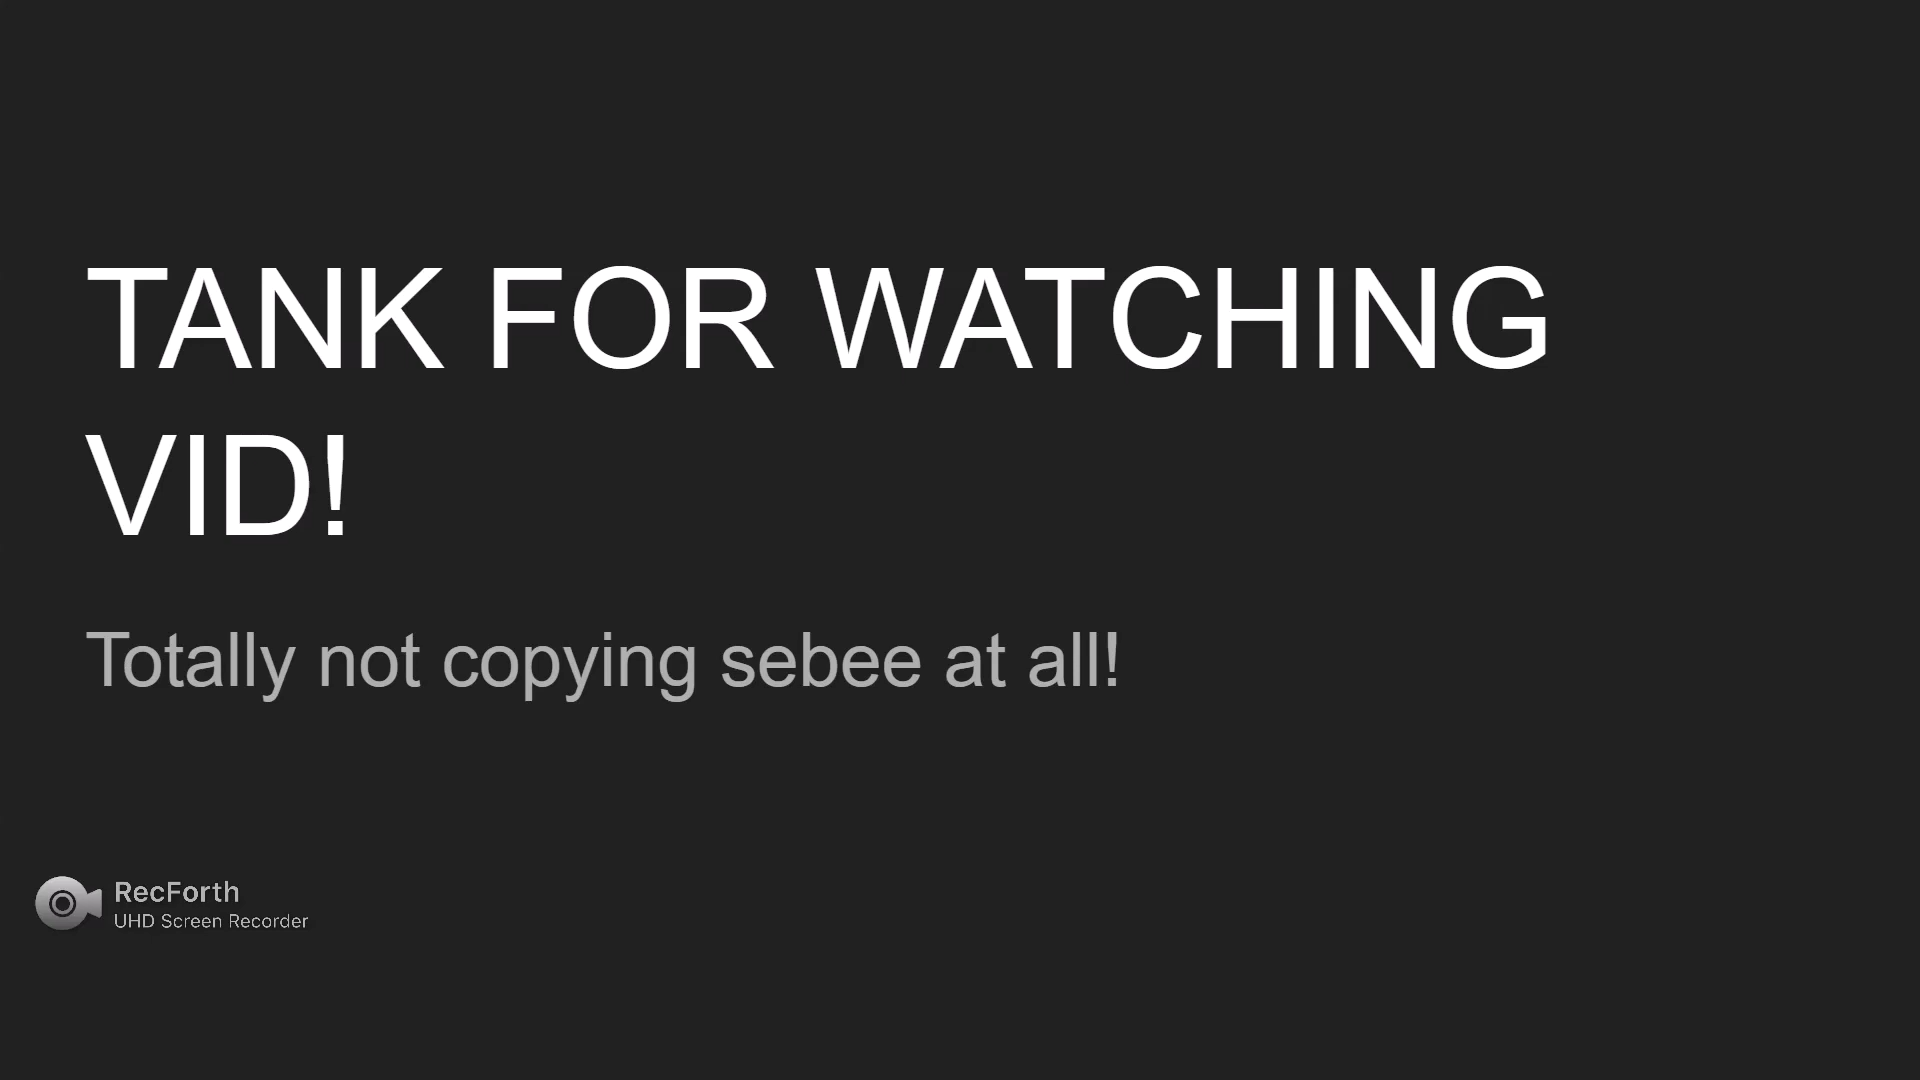 TANK FOR WATCHING
VID!
Totally not copying sebee at all!
RecForth
UHD Screen Recorder